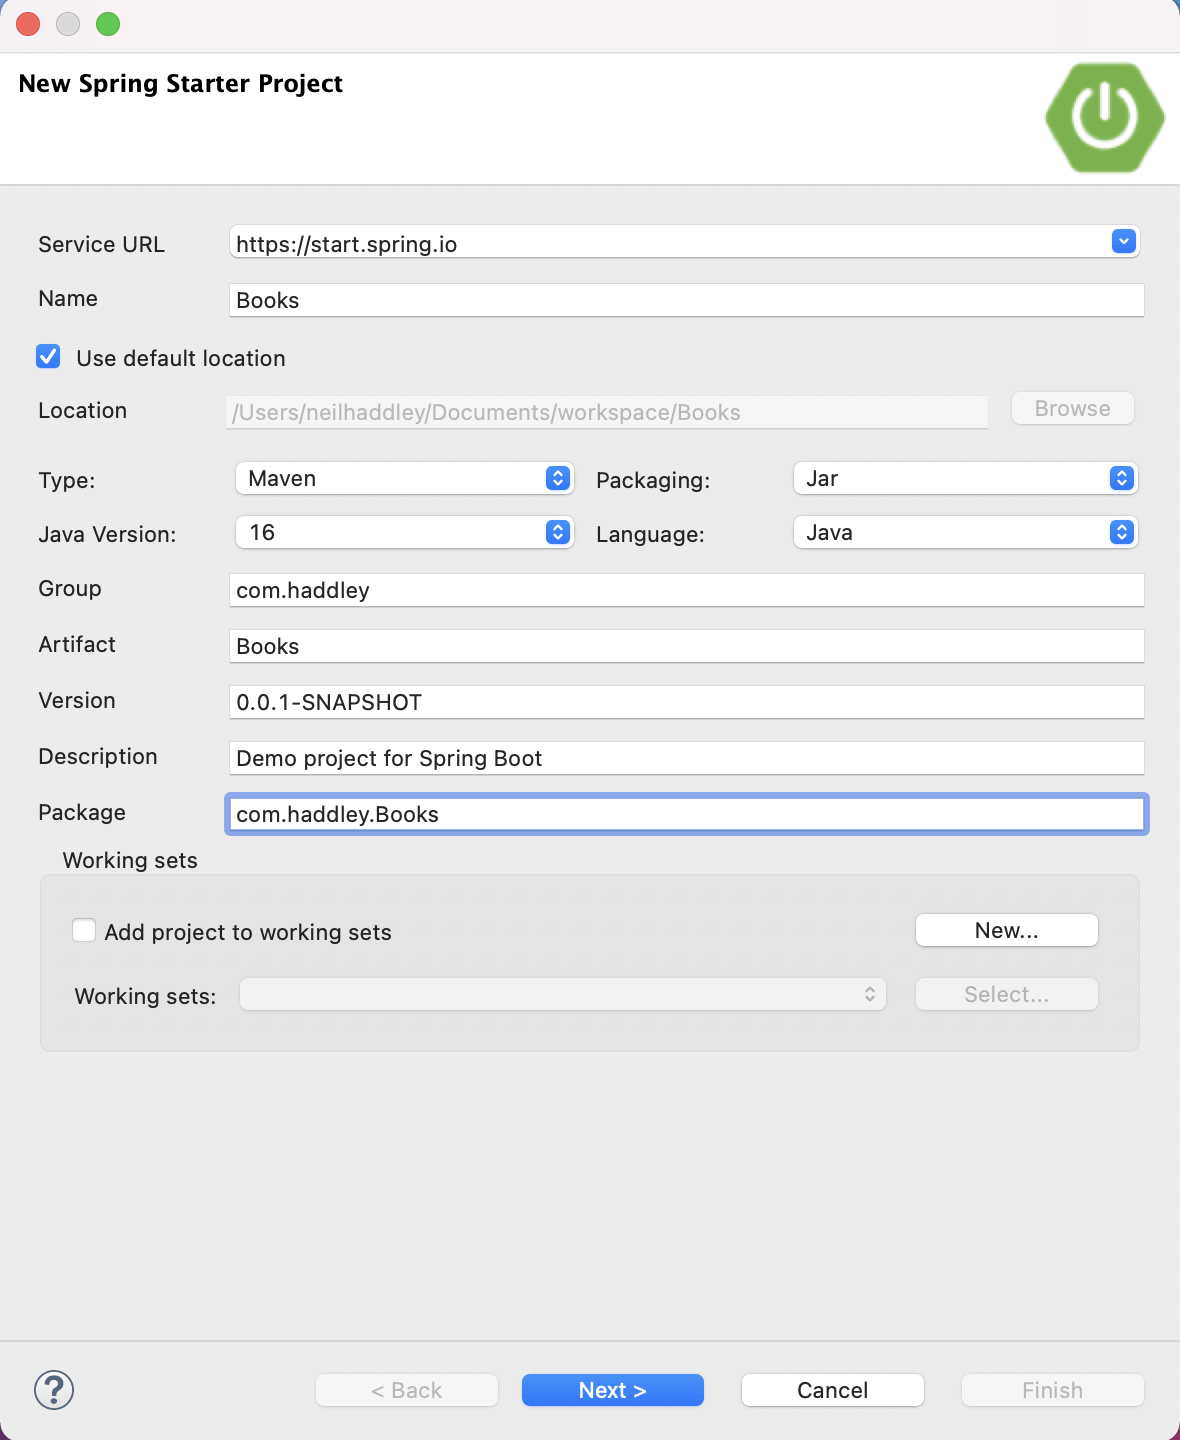 New Spring Starter Project
Service URL https://start.spring.io
Name Books
Use default location
Location /Users/neilhaddley/Documents/workspace/Books Browse
Type: Maven Packaging: Jar
Java Version: 16 Language: Java
Group com.haddley
Artifact Books
Version 0.0.1-SNAPSHOT
Description Demo project for Spring Boot
Package com.haddley.Books
Working sets
Add project to working sets New...
Working sets: Select...
? < Back Next > Cancel Finish